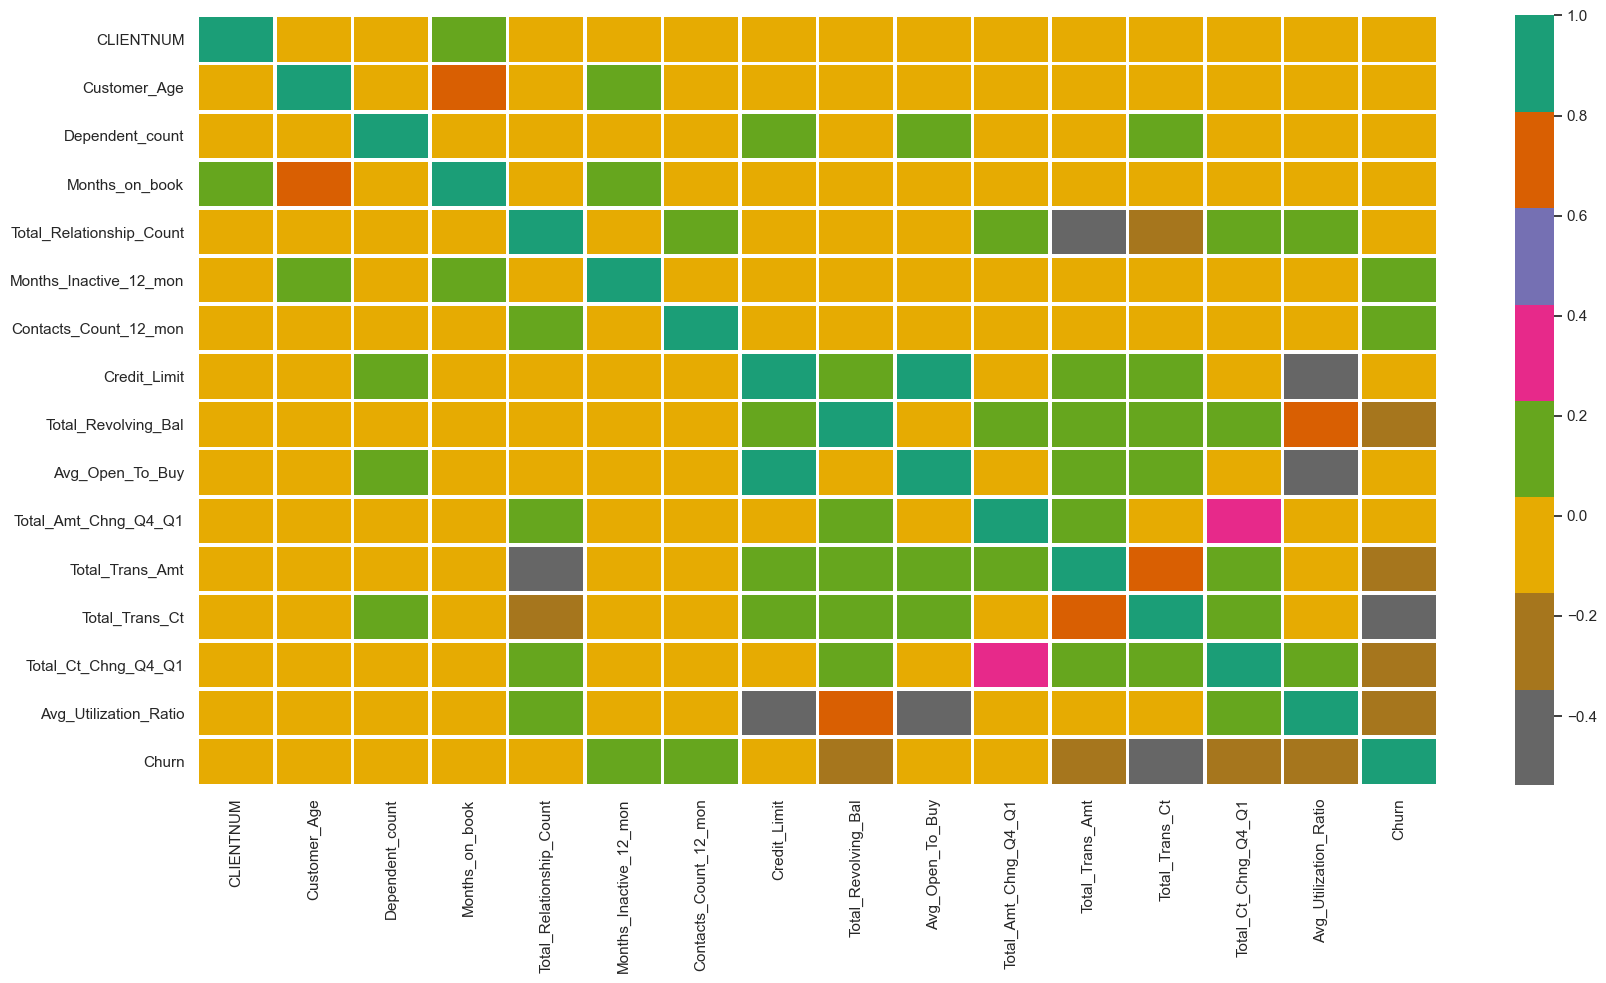 CLIENTNUM
Customer_Age
Dependent_count
Months_on_book
Total_Relationship_Count
Months_Inactive_12_mon
Contacts_Count_12_mon
Credit_Limit
Total_Revolving_Bal
Avg_Open_To_Buy
Total_Amt_Chng_Q4_Q1
Total_Trans_Amt
Total_Trans_Ct
Total_Ct_Chng_Q4_Q1
Avg_Utilization_Ratio
Churn
CLIENTNUM
Customer_Age
Dependent_count
Months_on_book
Total_Relationship_Count
Months_Inactive_12_mon
Contacts_Count_12_mon
Credit_Limit
Total_Revolving_Bal
Avg_Open_To_Buy
Total_Amt_Chng_Q4_Q1
Total_Trans_Amt
Total_Trans_Ct
Total_Ct_Chng_Q4_Q1
Avg_Utilization_Ratio
Churn
1.0
0.8
0.6
0.4
0.2
0.0
−0.2
−0.4